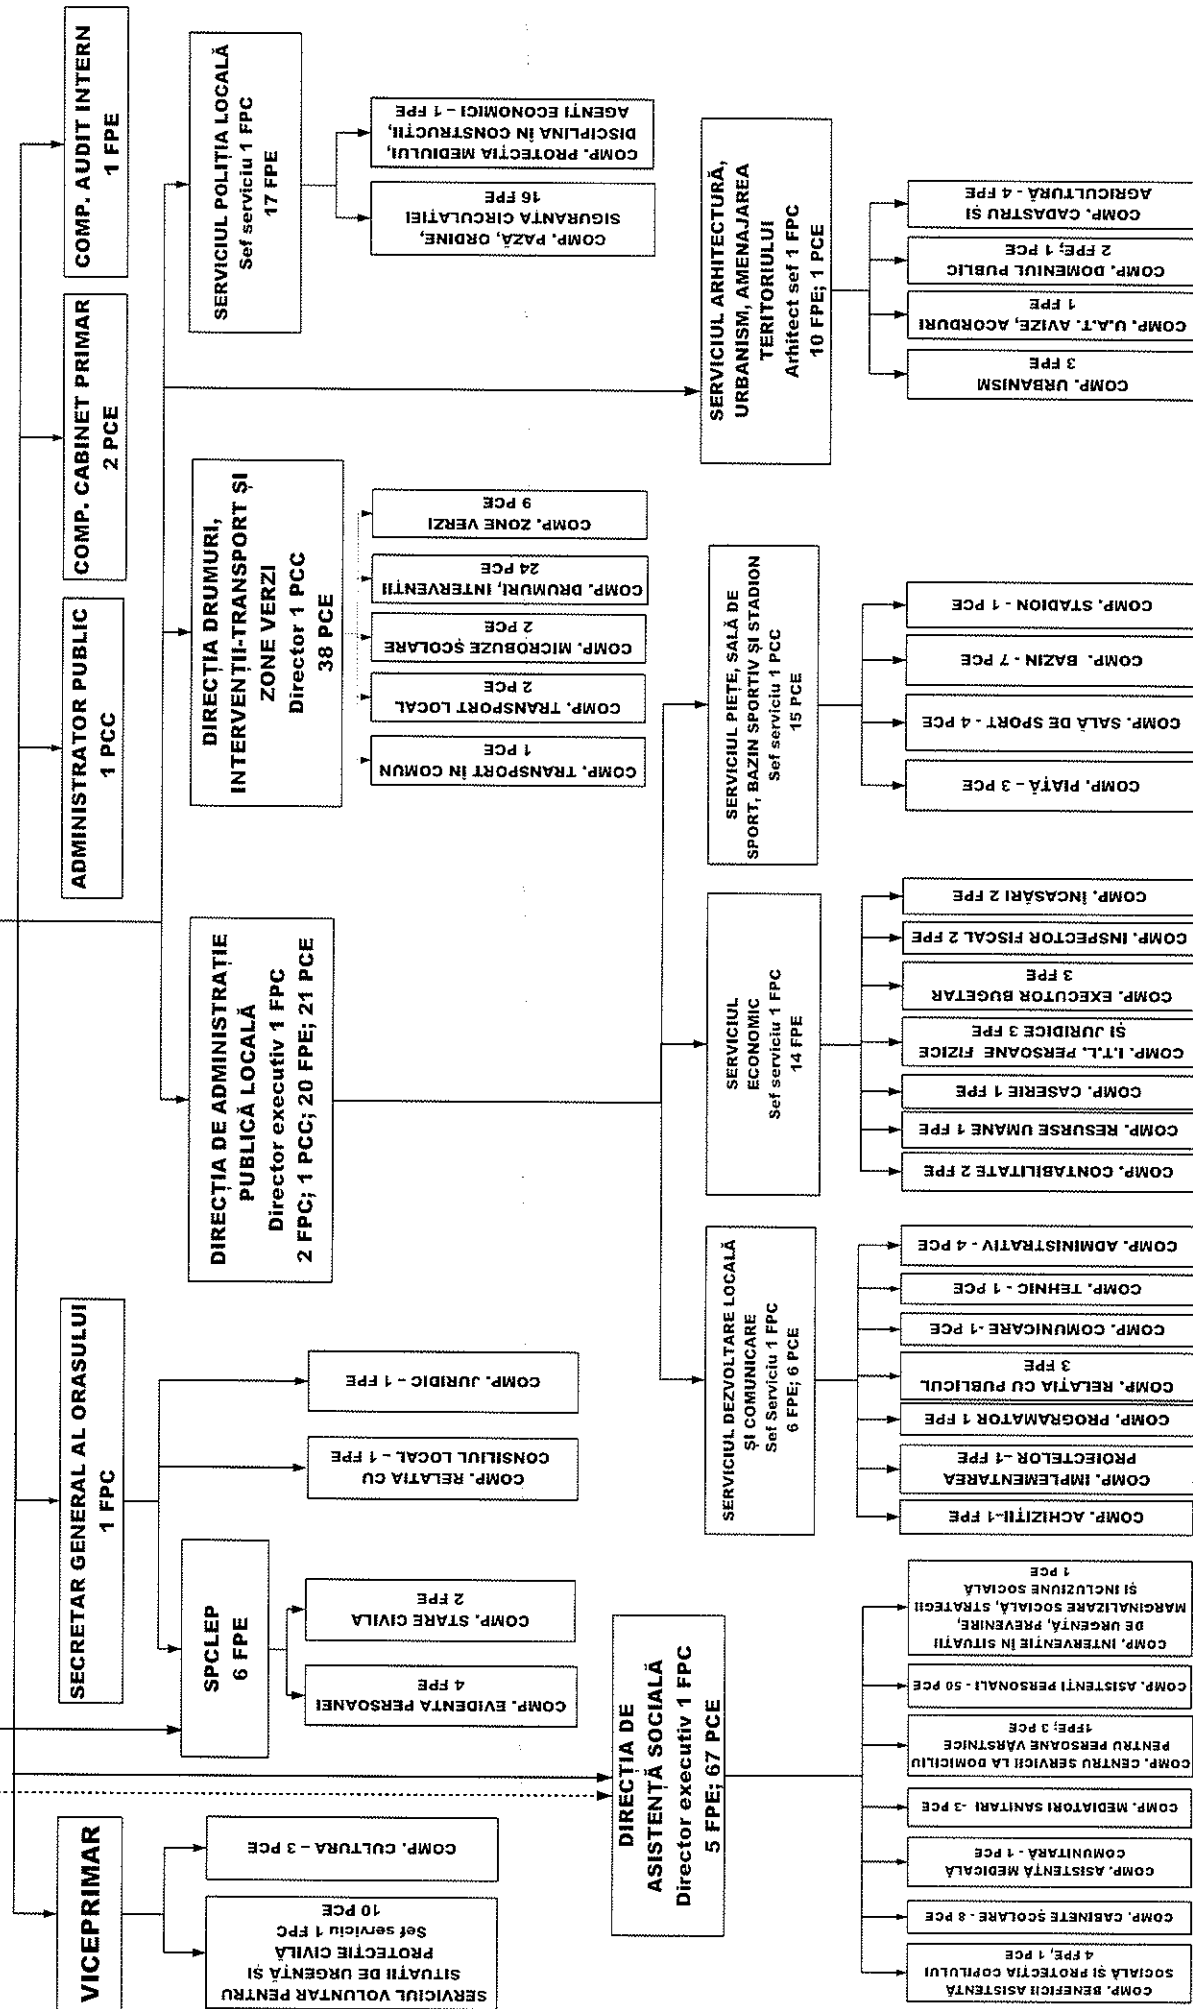 VICEPRIMAR
SECRETAR GENERAL AL ORASULUI
1 FPC
ADMINISTRATOR PUBLIC
1 PCC
COMP. CABINET PRIMAR
2 PCE
COMP. AUDIT INTERN
1 FPE
SERVICIUL VOLUNTAR PENTRU
SITUATII DE URGENȚĂ ȘI
PROTECȚIE CIVILĂ
Sef serviciu 1 FPC
10 PCE
COMP. CULTURA – 3 PCE
SPCLEP
6 FPE
COMP. EVIDENTA PERSOANEI
4 FPE
COMP. STARE CIVILA
2 FPE
COMP. RELATIA CU
CONSILIUL LOCAL – 1 FPE
COMP. JURIDIC – 1 FPE
DIRECȚIA DE ADMINISTRAȚIE
PUBLICĂ LOCALĂ
Director executiv 1 FPC
2 FPC; 1 PCC; 20 FPE; 21 PCE
DIRECȚIA DRUMURI,
INTERVENȚII-TRANSPORT ȘI
ZONE VERZI
Director 1 PCC
38 PCE
COMP. TRANSPORT ÎN COMUN
1 PCE
COMP. TRANSPORT LOCAL
2 PCE
COMP. MICROBUZE ȘCOLARE
2 PCE
COMP. DRUMURI, INTERVENȚII
24 PCE
COMP. ZONE VERZI
9 PCE
SERVICIUL POLIȚIA LOCALĂ
Sef serviciu 1 FPC
17 FPE
COMP. PAZĂ, ORDINE,
SIGURANȚA CIRCULAȚIEI
16 FPE
COMP. PROTECȚIA MEDIULUI,
DISCIPLINA ÎN CONSTRUCȚII,
AGENȚI ECONOMICI – 1 FPE
DIRECȚIA DE
ASISTENȚĂ SOCIALĂ
Director executiv 1 FPC
5 FPE; 67 PCE
COMP. BENEFICII ASISTENȚĂ
SOCIALĂ ȘI PROTECȚIA COPILULUI
4 FPE, 1 PCE
COMP. CABINETE ȘCOLARE - 8 PCE
COMP. ASISTENȚĂ MEDICALĂ
COMUNITARĂ - 1 PCE
COMP. MEDIATORI SANITARI -3 PCE
COMP. CENTRU SERVICII LA DOMICILIU
PENTRU PERSOANE VÂRSTNICE
1FPE; 3 PCE
COMP. ASISTENȚI PERSONALI - 50 PCE
COMP. INTERVENȚIE ÎN SITUAȚII
DE URGENȚĂ, PREVENIRE,
MARGINALIZARE SOCIALĂ, STRATEGII
ȘI INCLUZIUNE SOCIALĂ
1 PCE
SERVICIUL DEZVOLTARE LOCALĂ
ȘI COMUNICARE
Sef Serviciu 1 FPC
6 FPE; 6 PCE
COMP. ACHIZIȚII-1 FPE
COMP. IMPLEMENTAREA
PROIECTELOR -1 FPE
COMP. PROGRAMATOR 1 FPE
COMP. RELAȚIA CU PUBLICUL
3 FPE
COMP. COMUNICARE -1 PCE
COMP. TEHNIC - 1 PCE
COMP. ADMINISTRATIV - 4 PCE
SERVICIUL
ECONOMIC
Sef serviciu 1 FPC
14 FPE
COMP. CONTABILITATE 2 FPE
COMP. RESURSE UMANE 1 FPE
COMP. CASERIE 1 FPE
COMP. I.T.L. PERSOANE FIZICE
ȘI JURIDICE 3 FPE
COMP. EXECUTOR BUGETAR
3 FPE
COMP. INSPECTOR FISCAL 2 FPE
COMP. ÎNCASĂRI 2 FPE
SERVICIUL PIEȚE, SALĂ DE
SPORT, BAZIN SPORTIV ȘI STADION
Sef serviciu 1 PCC
15 PCE
COMP. PIAȚĂ – 3 PCE
COMP. SALĂ DE SPORT - 4 PCE
COMP. BAZIN - 7 PCE
COMP. STADION - 1 PCE
SERVICIUL ARHITECTURĂ,
URBANISM, AMENAJAREA
TERITORIULUI
Arhitect sef 1 FPC
10 FPE; 1 PCE
COMP. URBANISM
3 FPE
COMP. U.A.T. AVIZE, ACORDURI
1 FPE
COMP. DOMENIUL PUBLIC
2 FPE; 1 PCE
COMP. CADASTRU ȘI
AGRICULTURĂ - 4 FPE